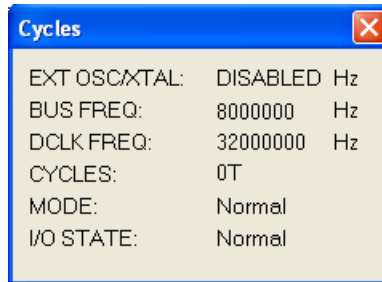 Cycles
EXT OSC/XTAL: DISABLED Hz
BUS FREQ: 8000000 Hz
DCLK FREQ: 32000000 Hz
CYCLES: 0T
MODE: Normal
I/O STATE: Normal